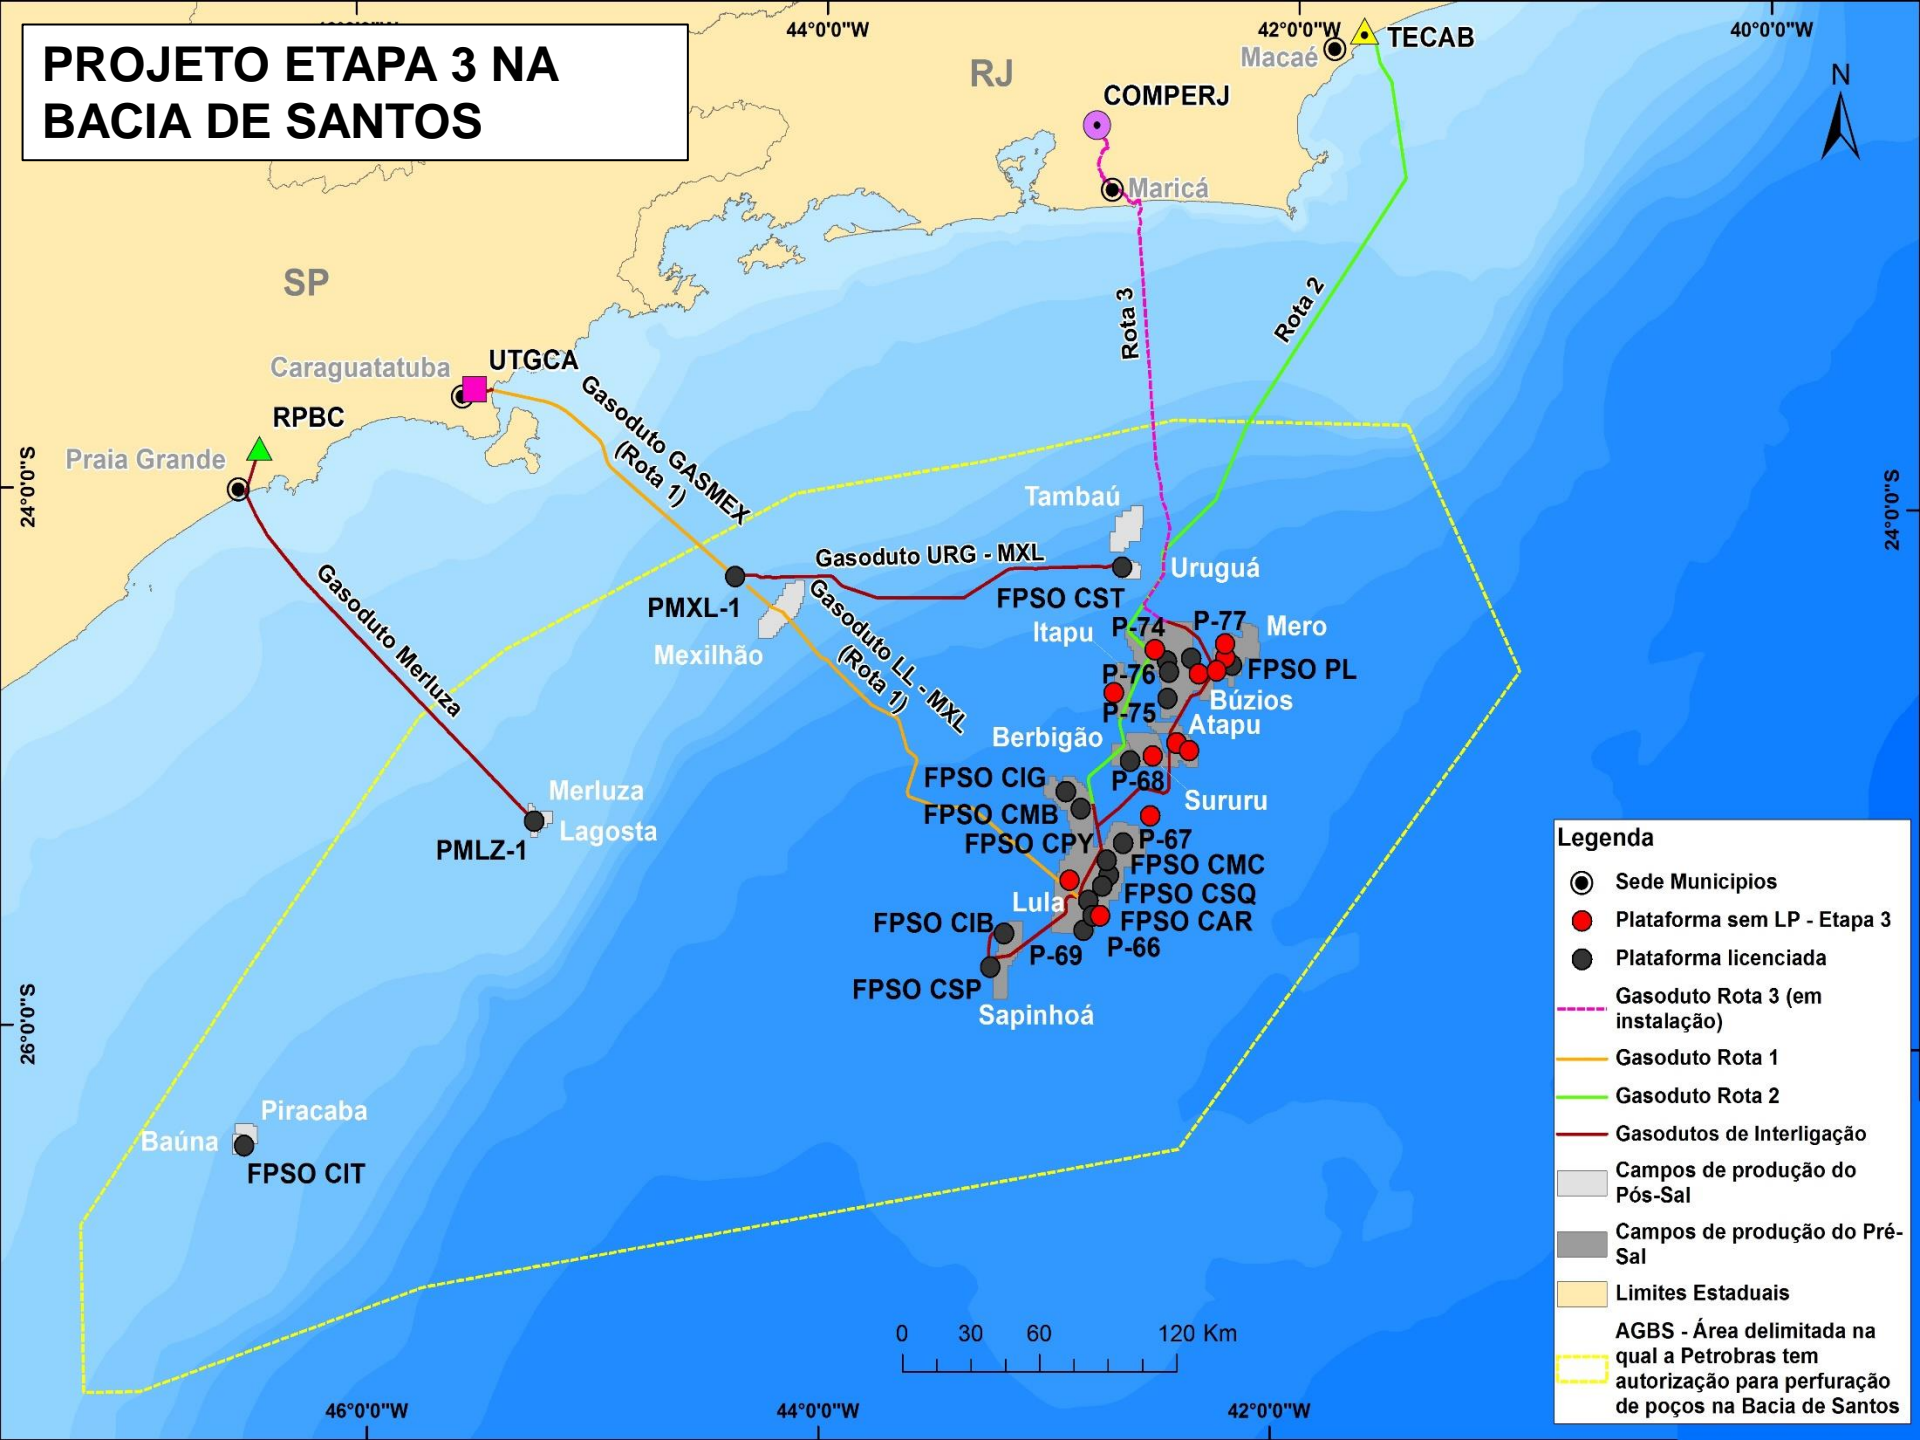 PROJETO ETAPA 3 NA
BACIA DE SANTOS
44°0'0"W
42°0'0"W
40°0'0"W
TECAB
Macaé
RJ
COMPERJ
N
Maricá
SP
Rota 3
Rota 2
Caraguatatuba
UTGCA
RPBC
Praia Grande
Gasoduto GASMEX
(Rota 1)
24°0'0"S
24°0'0"S
Tambaú
Gasoduto URG - MXL
Uruguá
FPSO CST
PMXL-1
Gasoduto Merluza
Gasoduto LL - MXL
(Rota 1)
Mexilhão
Itapu
P-74
P-77
Mero
P-76
FPSO PL
Búzios
P-75
Atapu
Berbigão
FPSO CIG
P-68
Sururu
FPSO CMB
Merluza
Lagosta
PMLZ-1
FPSO CPY
P-67
FPSO CMC
FPSO CSQ
Lula
FPSO CAR
FPSO CIB
P-69
P-66
FPSO CSP
Sapinhoá
26°0'0"S
Piracaba
Baúna
FPSO CIT
0 30 60 120 Km
46°0'0"W
44°0'0"W
42°0'0"W
Legenda
Sede Municipios
Plataforma sem LP - Etapa 3
Plataforma licenciada
Gasoduto Rota 3 (em
instalação)
Gasoduto Rota 1
Gasoduto Rota 2
Gasodutos de Interligação
Campos de produção do
Pós-Sal
Campos de produção do Pré-
Sal
Limites Estaduais
AGBS - Área delimitada na
qual a Petrobras tem
autorização para perfuração
de poços na Bacia de Santos